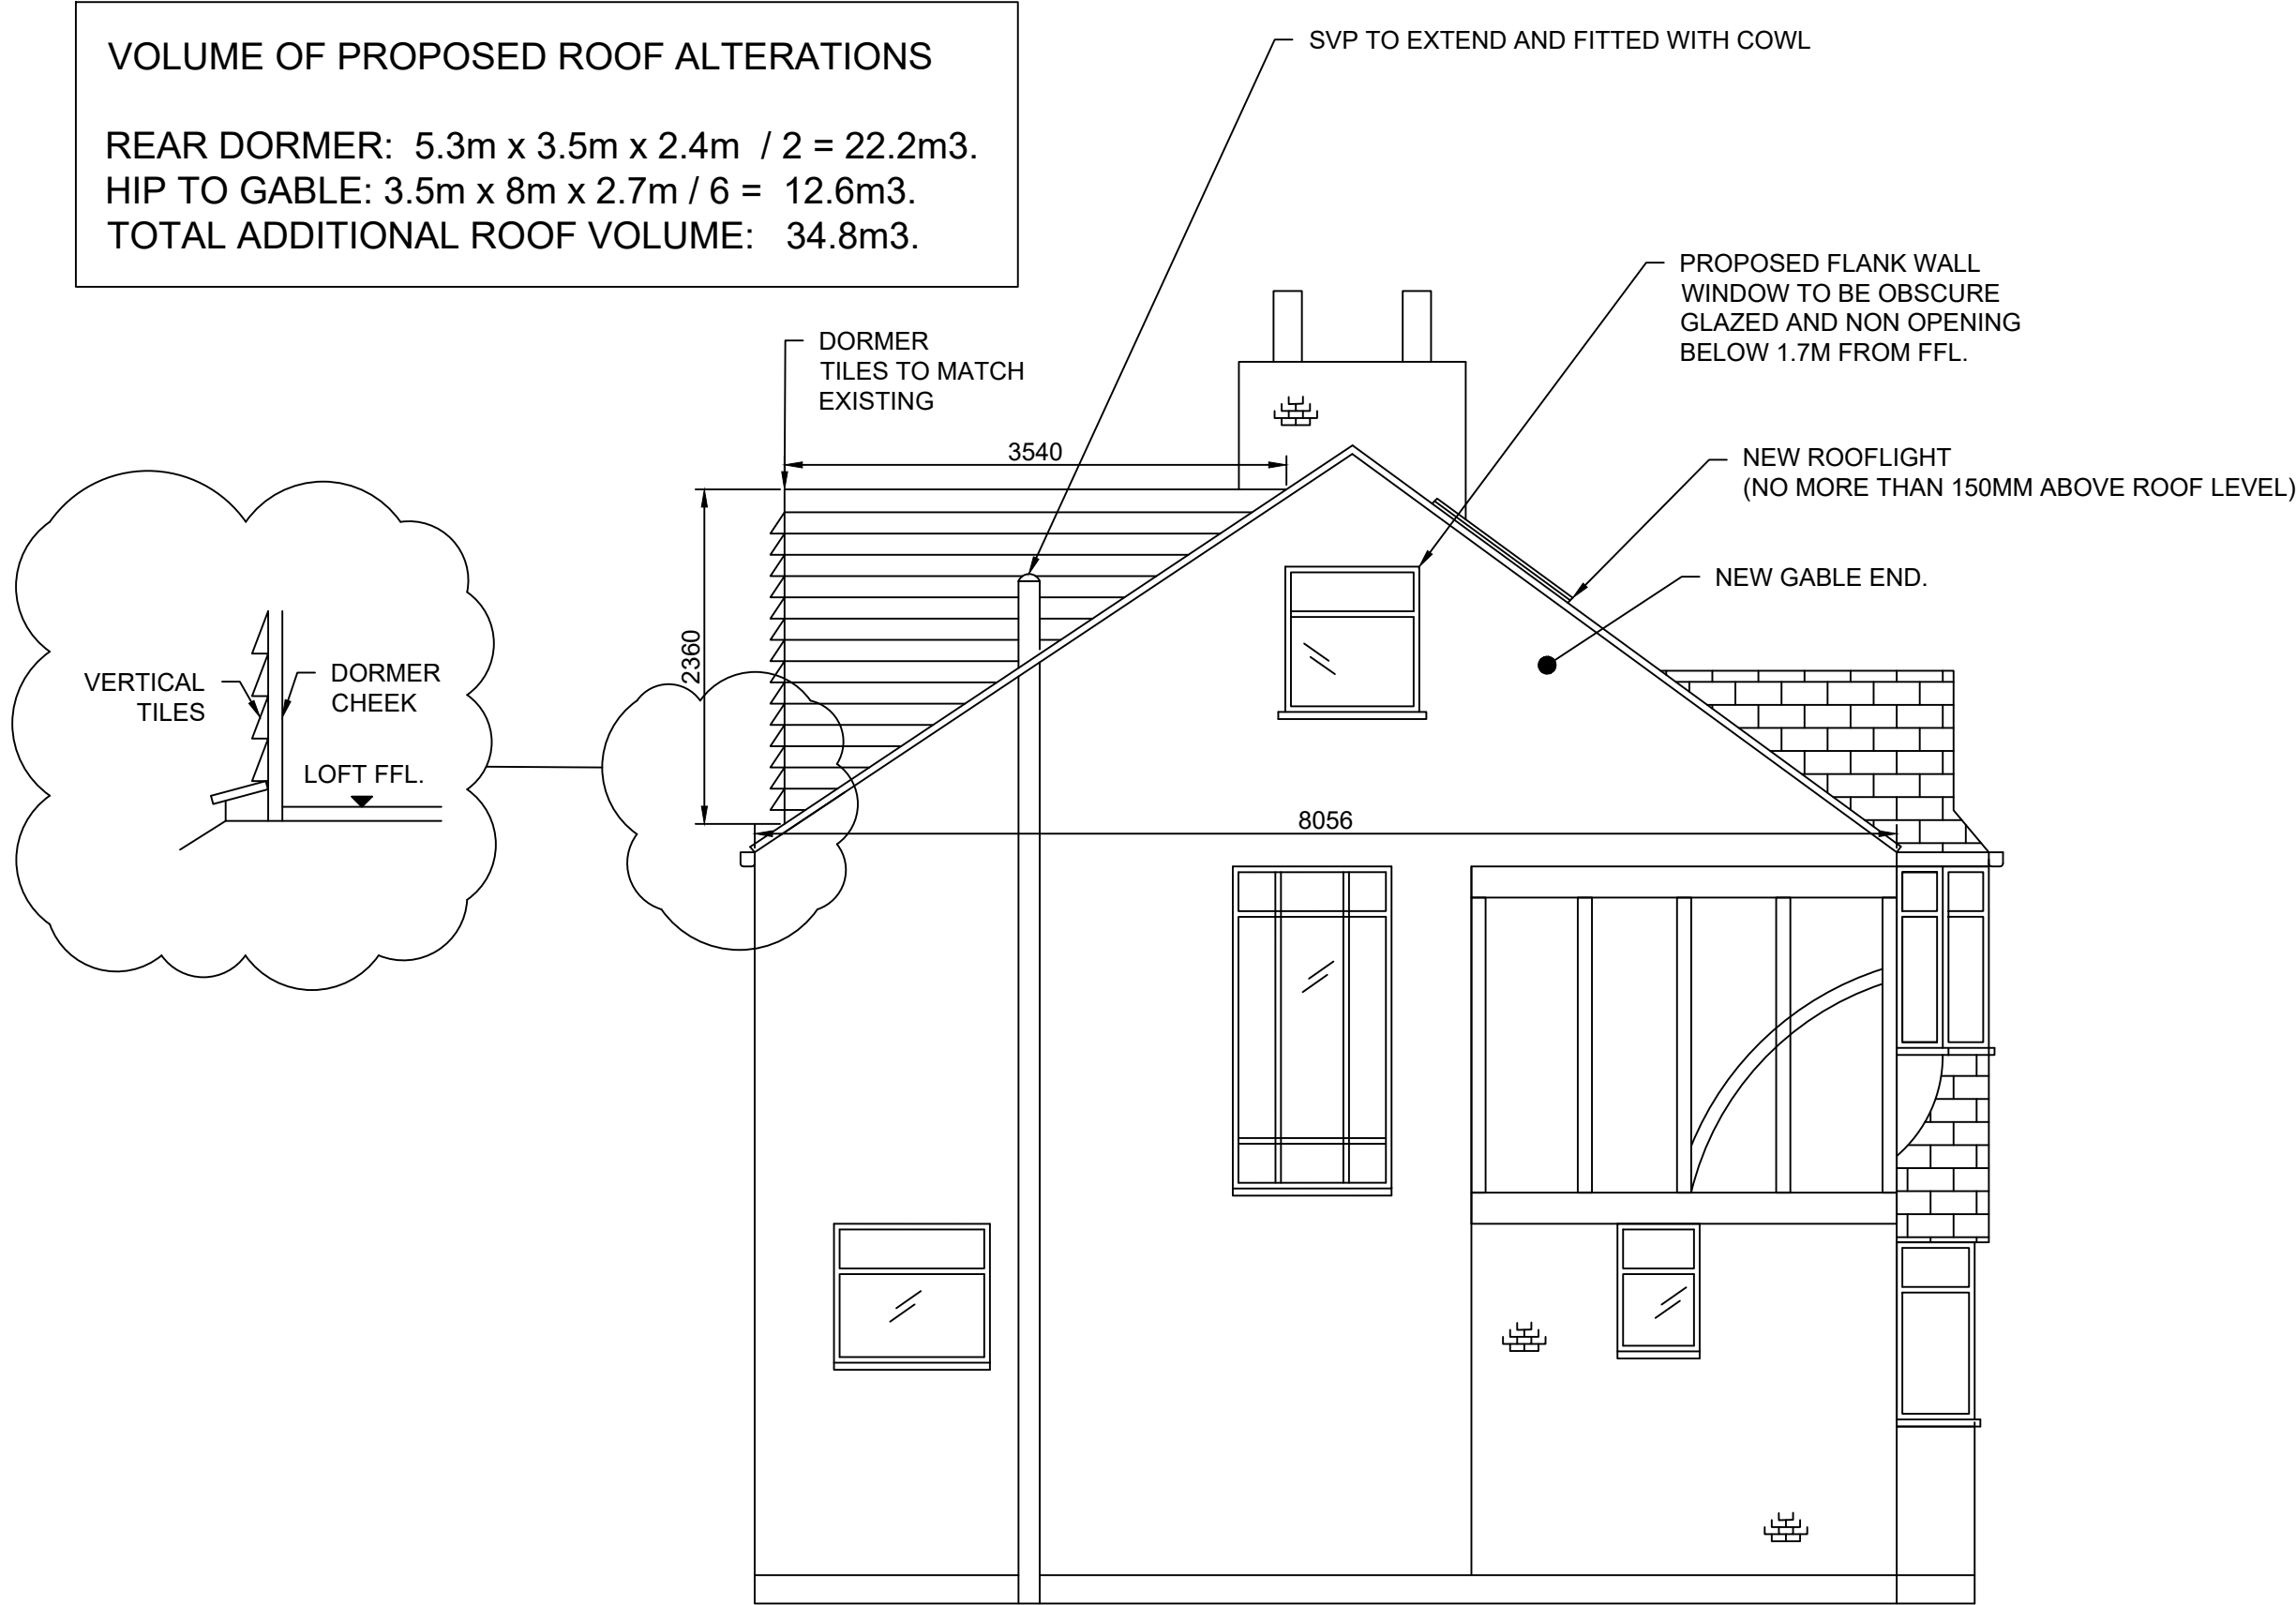 VOLUME OF PROPOSED ROOF ALTERATIONS
REAR DORMER: 5.3m x 3.5m x 2.4m / 2 = 22.2m3.
HIP TO GABLE: 3.5m x 8m x 2.7m / 6 = 12.6m3.
TOTAL ADDITIONAL ROOF VOLUME: 34.8m3.
SVP TO EXTEND AND FITTED WITH COWL
PROPOSED FLANK WALL
WINDOW TO BE OBSCURE
GLAZED AND NON OPENING
BELOW 1.7M FROM FFL.
DORMER
TILES TO MATCH
EXISTING
3540
NEW ROOFLIGHT
(NO MORE THAN 150MM ABOVE ROOF LEVEL)
NEW GABLE END.
2360
VERTICAL
TILES
DORMER
CHEEK
LOFT FFL.
8056